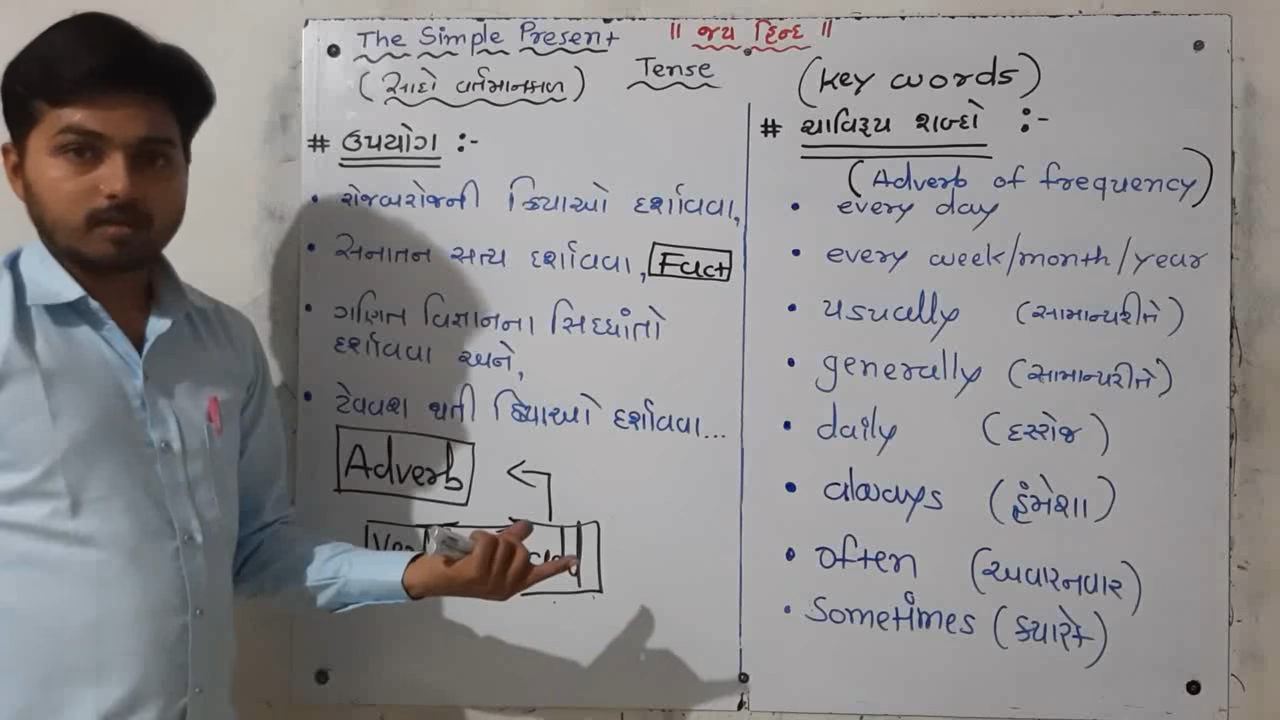 The Simple Present
॥ જય હિન્દ ॥
(સાદો વર્તમાનકાળ) Tense
# ઉપયોગ :-
• રોજબરોજની ક્રિયાઓ દર્શાવવા,
• સનાતન સત્ય દર્શાવવા, Fact
• ગણિત વિજ્ઞાનના સિદ્ધાંતો
દર્શાવવા અને,
• ટેવવશ થતી ક્રિયાઓ દર્શાવવા...
Adverb
(key words)
# ચાવિરૂપ શબ્દો :-
(Adverb of frequency)
• every day
• every week/month/year
• usually (સામાન્યરીતે)
• generally (સામાન્યરીતે)
• daily (દરરોજ)
• always (હંમેશા)
• often (અવારનવાર)
• Sometimes (ક્યારેક)